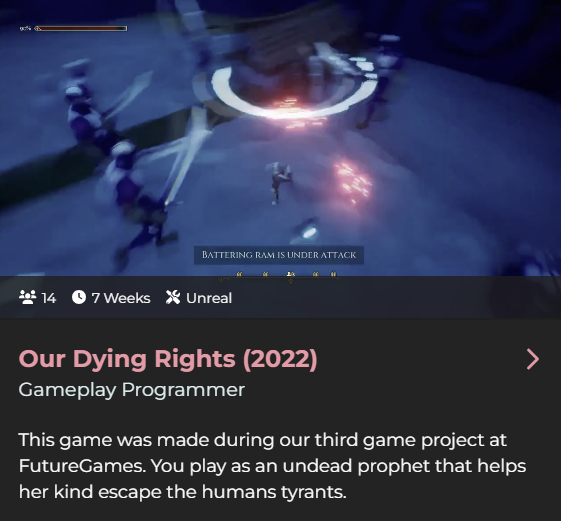 BATTERING RAM IS UNDER ATTACK
14 7 Weeks Unreal
Our Dying Rights (2022)
Gameplay Programmer
This game was made during our third game project at
FutureGames. You play as an undead prophet that helps
her kind escape the humans tyrants.